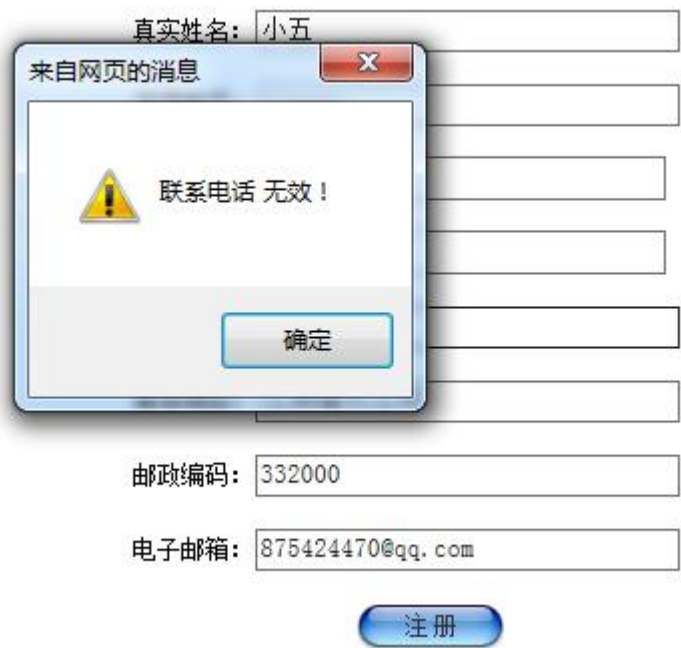 真实姓名: 小五
来自网页的消息
联系电话 无效！
确定
邮政编码: 332000
电子邮箱: 875424470@qq.com
注册